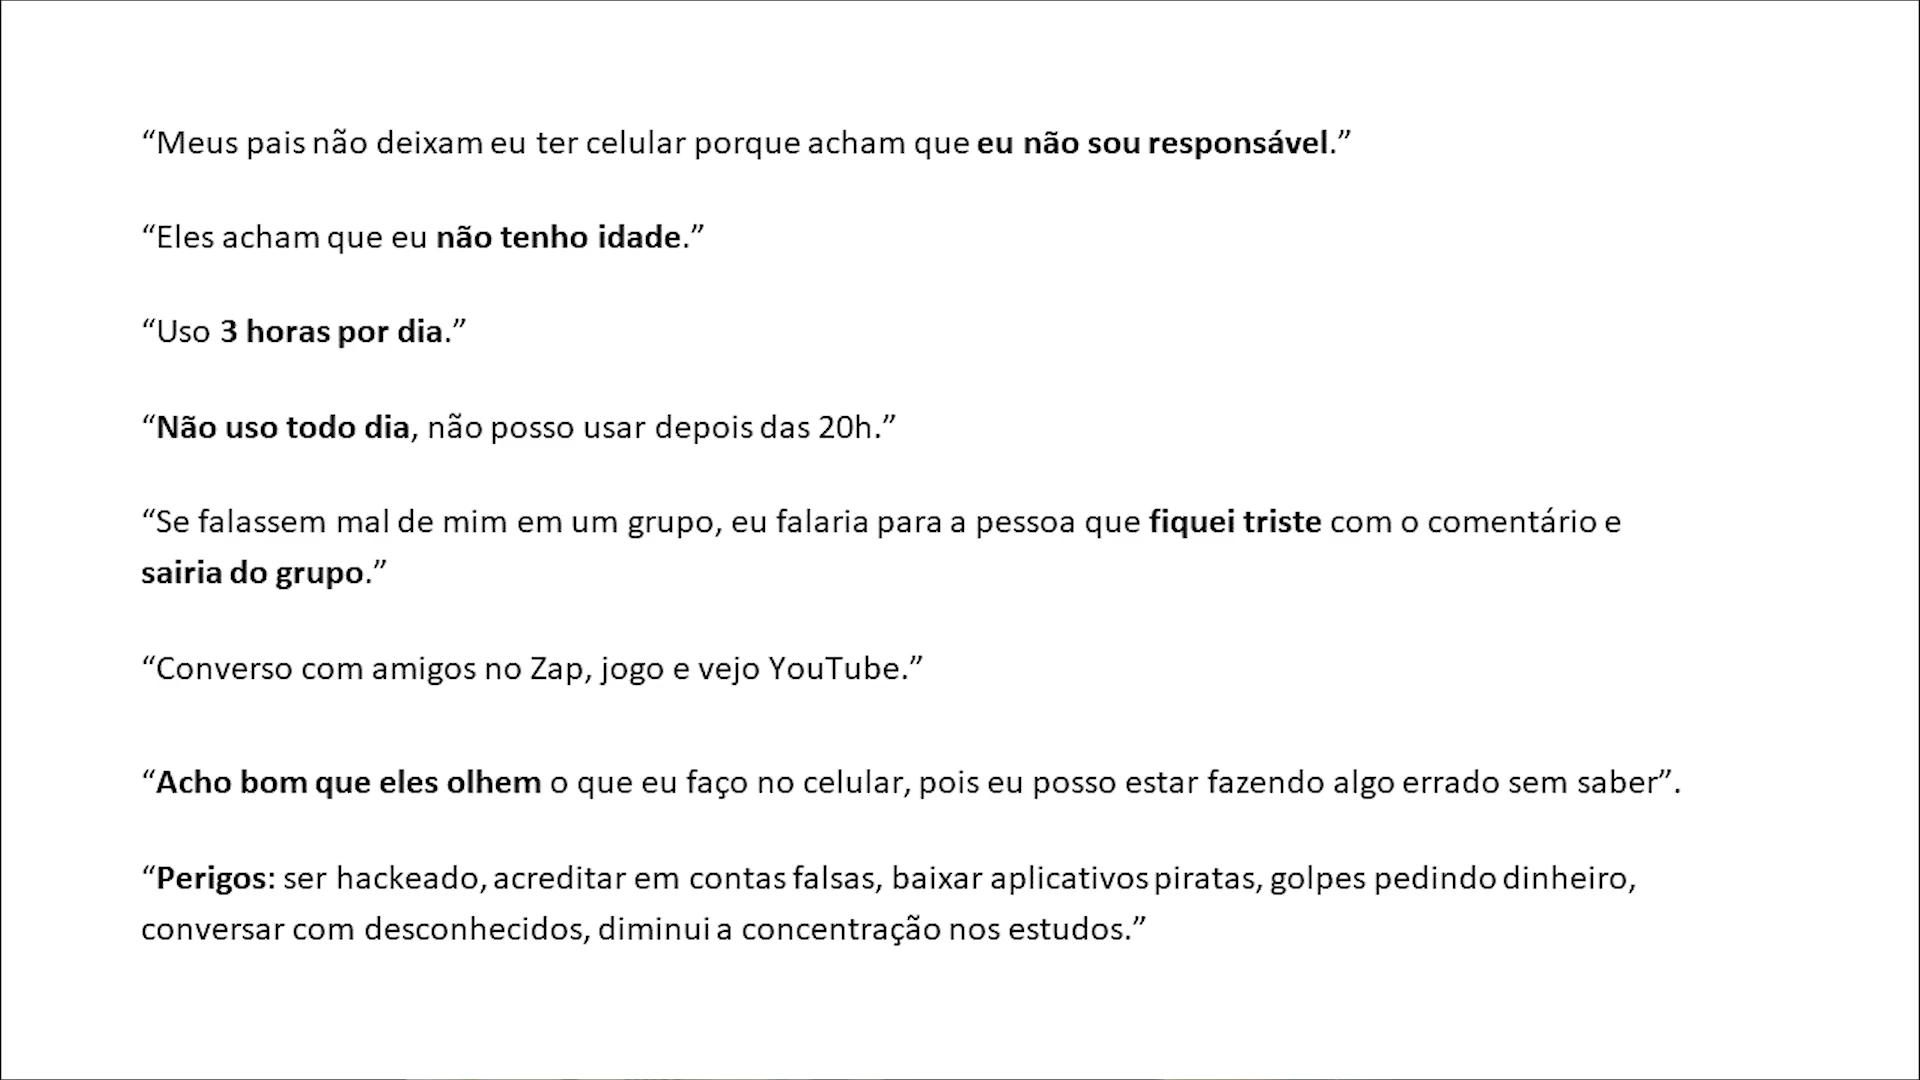 “Meus pais não deixam eu ter celular porque acham que eu não sou responsável.”
“Eles acham que eu não tenho idade.”
“Uso 3 horas por dia.”
“Não uso todo dia, não posso usar depois das 20h.”
“Se falassem mal de mim em um grupo, eu falaria para a pessoa que fiquei triste com o comentário e
sairia do grupo.”
“Converso com amigos no Zap, jogo e vejo YouTube.”
“Acho bom que eles olhem o que eu faço no celular, pois eu posso estar fazendo algo errado sem saber”.
“Perigos: ser hackeado, acreditar em contas falsas, baixar aplicativos piratas, golpes pedindo dinheiro,
conversar com desconhecidos, diminui a concentração nos estudos.”